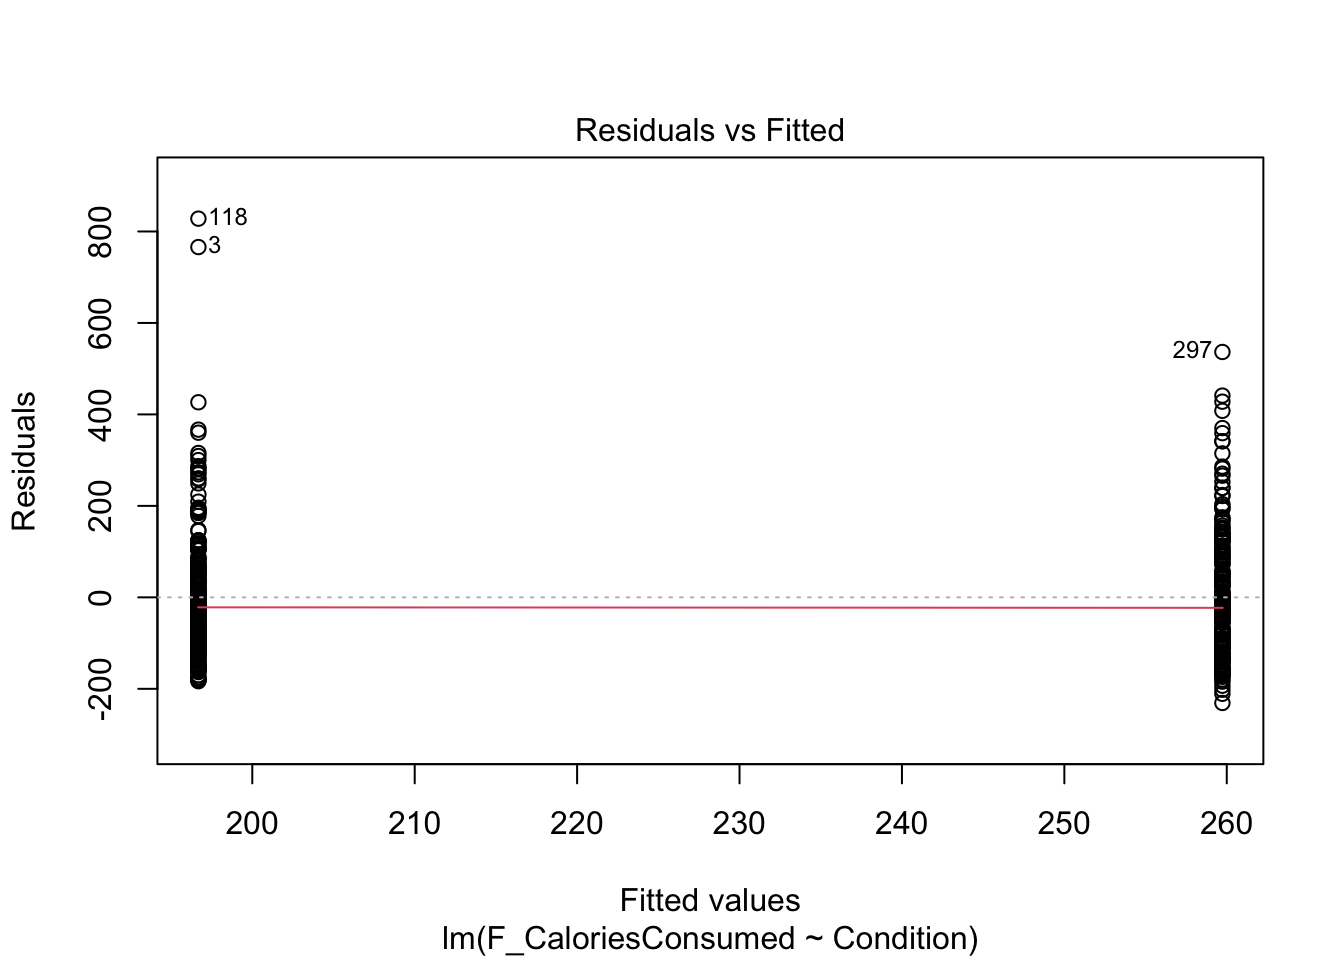 Residuals vs Fitted
Residuals
800
600
400
200
0
-200
118
3
297
200 210 220 230 240 250 260
Fitted values
lm(F_CaloriesConsumed ~ Condition)